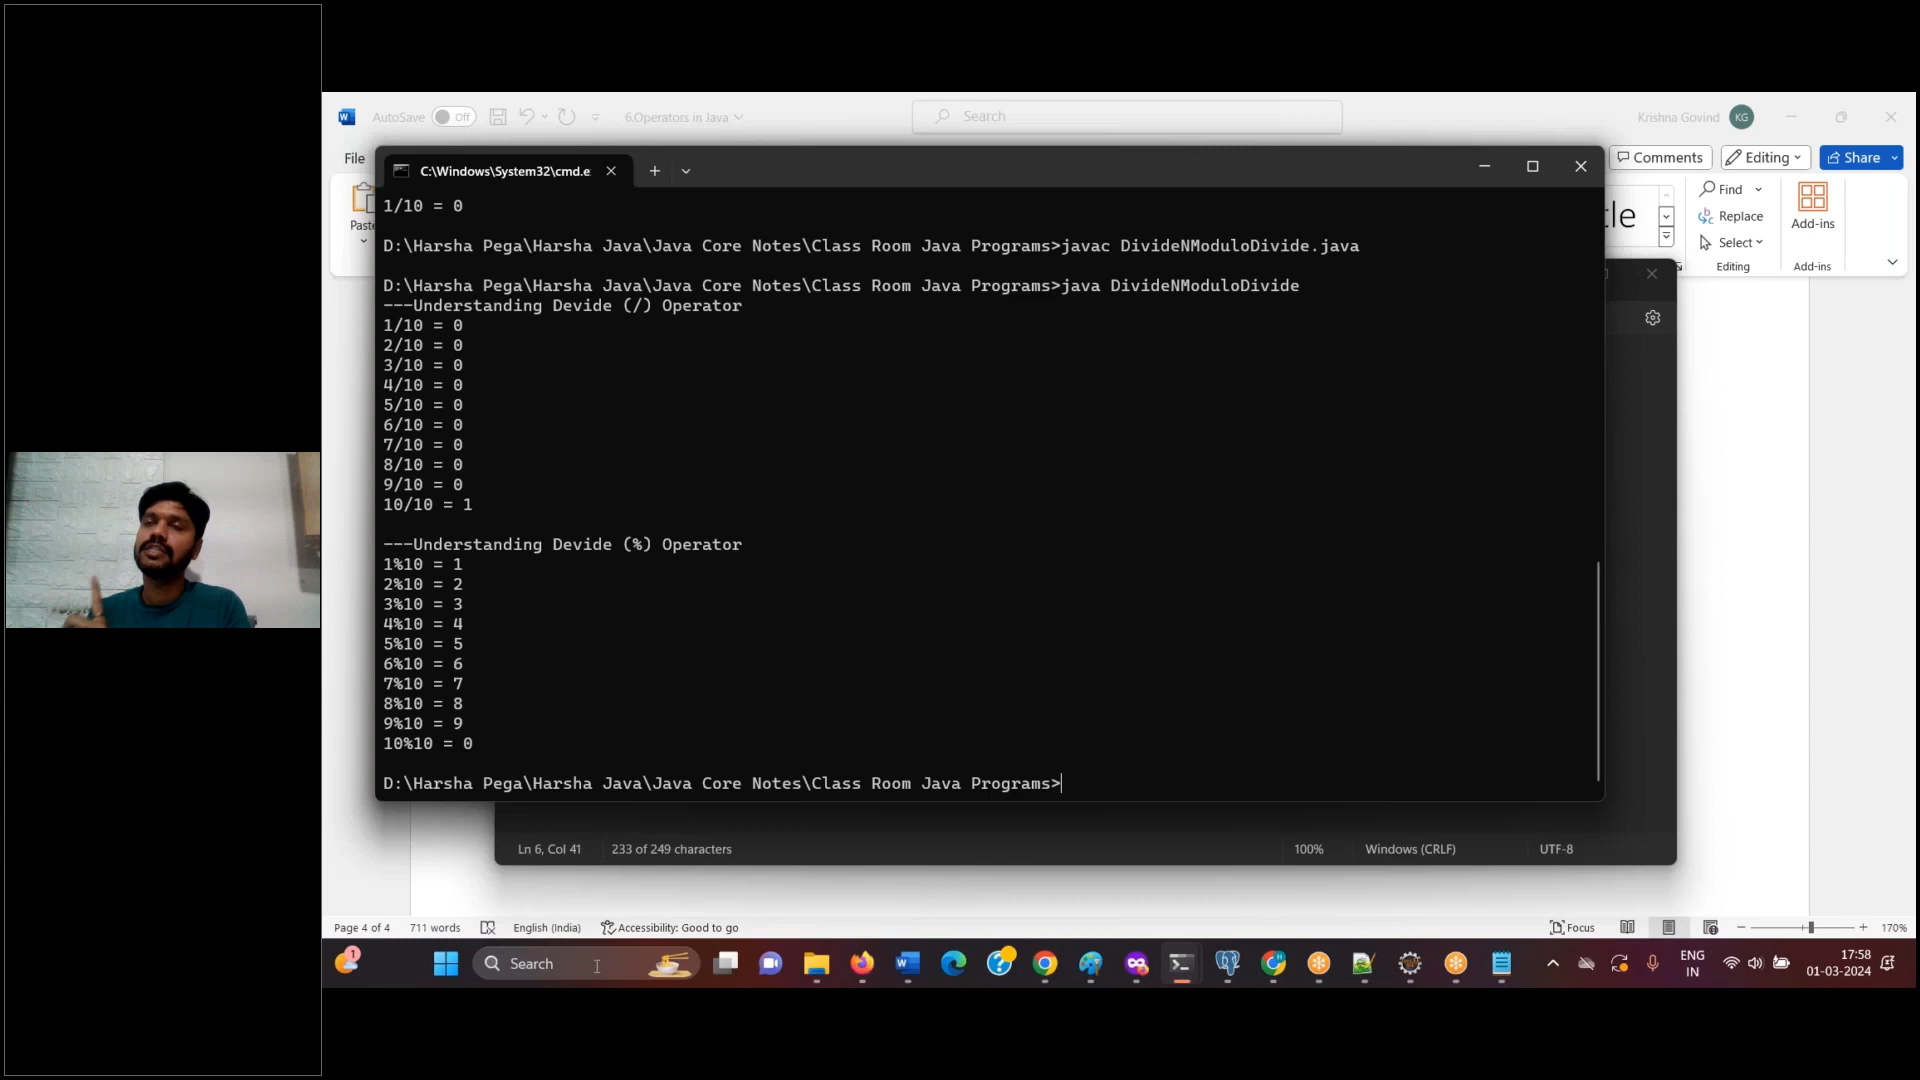 AutoSave Off 6.Operators in Java Search Krishna Govind KG
File Comments Editing Share
C:\Windows\System32\cmd.e
Paste
tle Find
Replace
Select
Add-ins
Editing Add-ins
1/10 = 0
D:\Harsha Pega\Harsha Java\Java Core Notes\Class Room Java Programs>javac DivideNModuloDivide.java
D:\Harsha Pega\Harsha Java\Java Core Notes\Class Room Java Programs>java DivideNModuloDivide
---Understanding Devide (/) Operator
1/10 = 0
2/10 = 0
3/10 = 0
4/10 = 0
5/10 = 0
6/10 = 0
7/10 = 0
8/10 = 0
9/10 = 0
10/10 = 1
---Understanding Devide (%) Operator
1%10 = 1
2%10 = 2
3%10 = 3
4%10 = 4
5%10 = 5
6%10 = 6
7%10 = 7
8%10 = 8
9%10 = 9
10%10 = 0
D:\Harsha Pega\Harsha Java\Java Core Notes\Class Room Java Programs>
Ln 6, Col 41 233 of 249 characters 100% Windows (CRLF) UTF-8
Page 4 of 4 711 words English (India) Accessibility: Good to go Focus 170%
1 Search ENG IN 17:58
01-03-2024